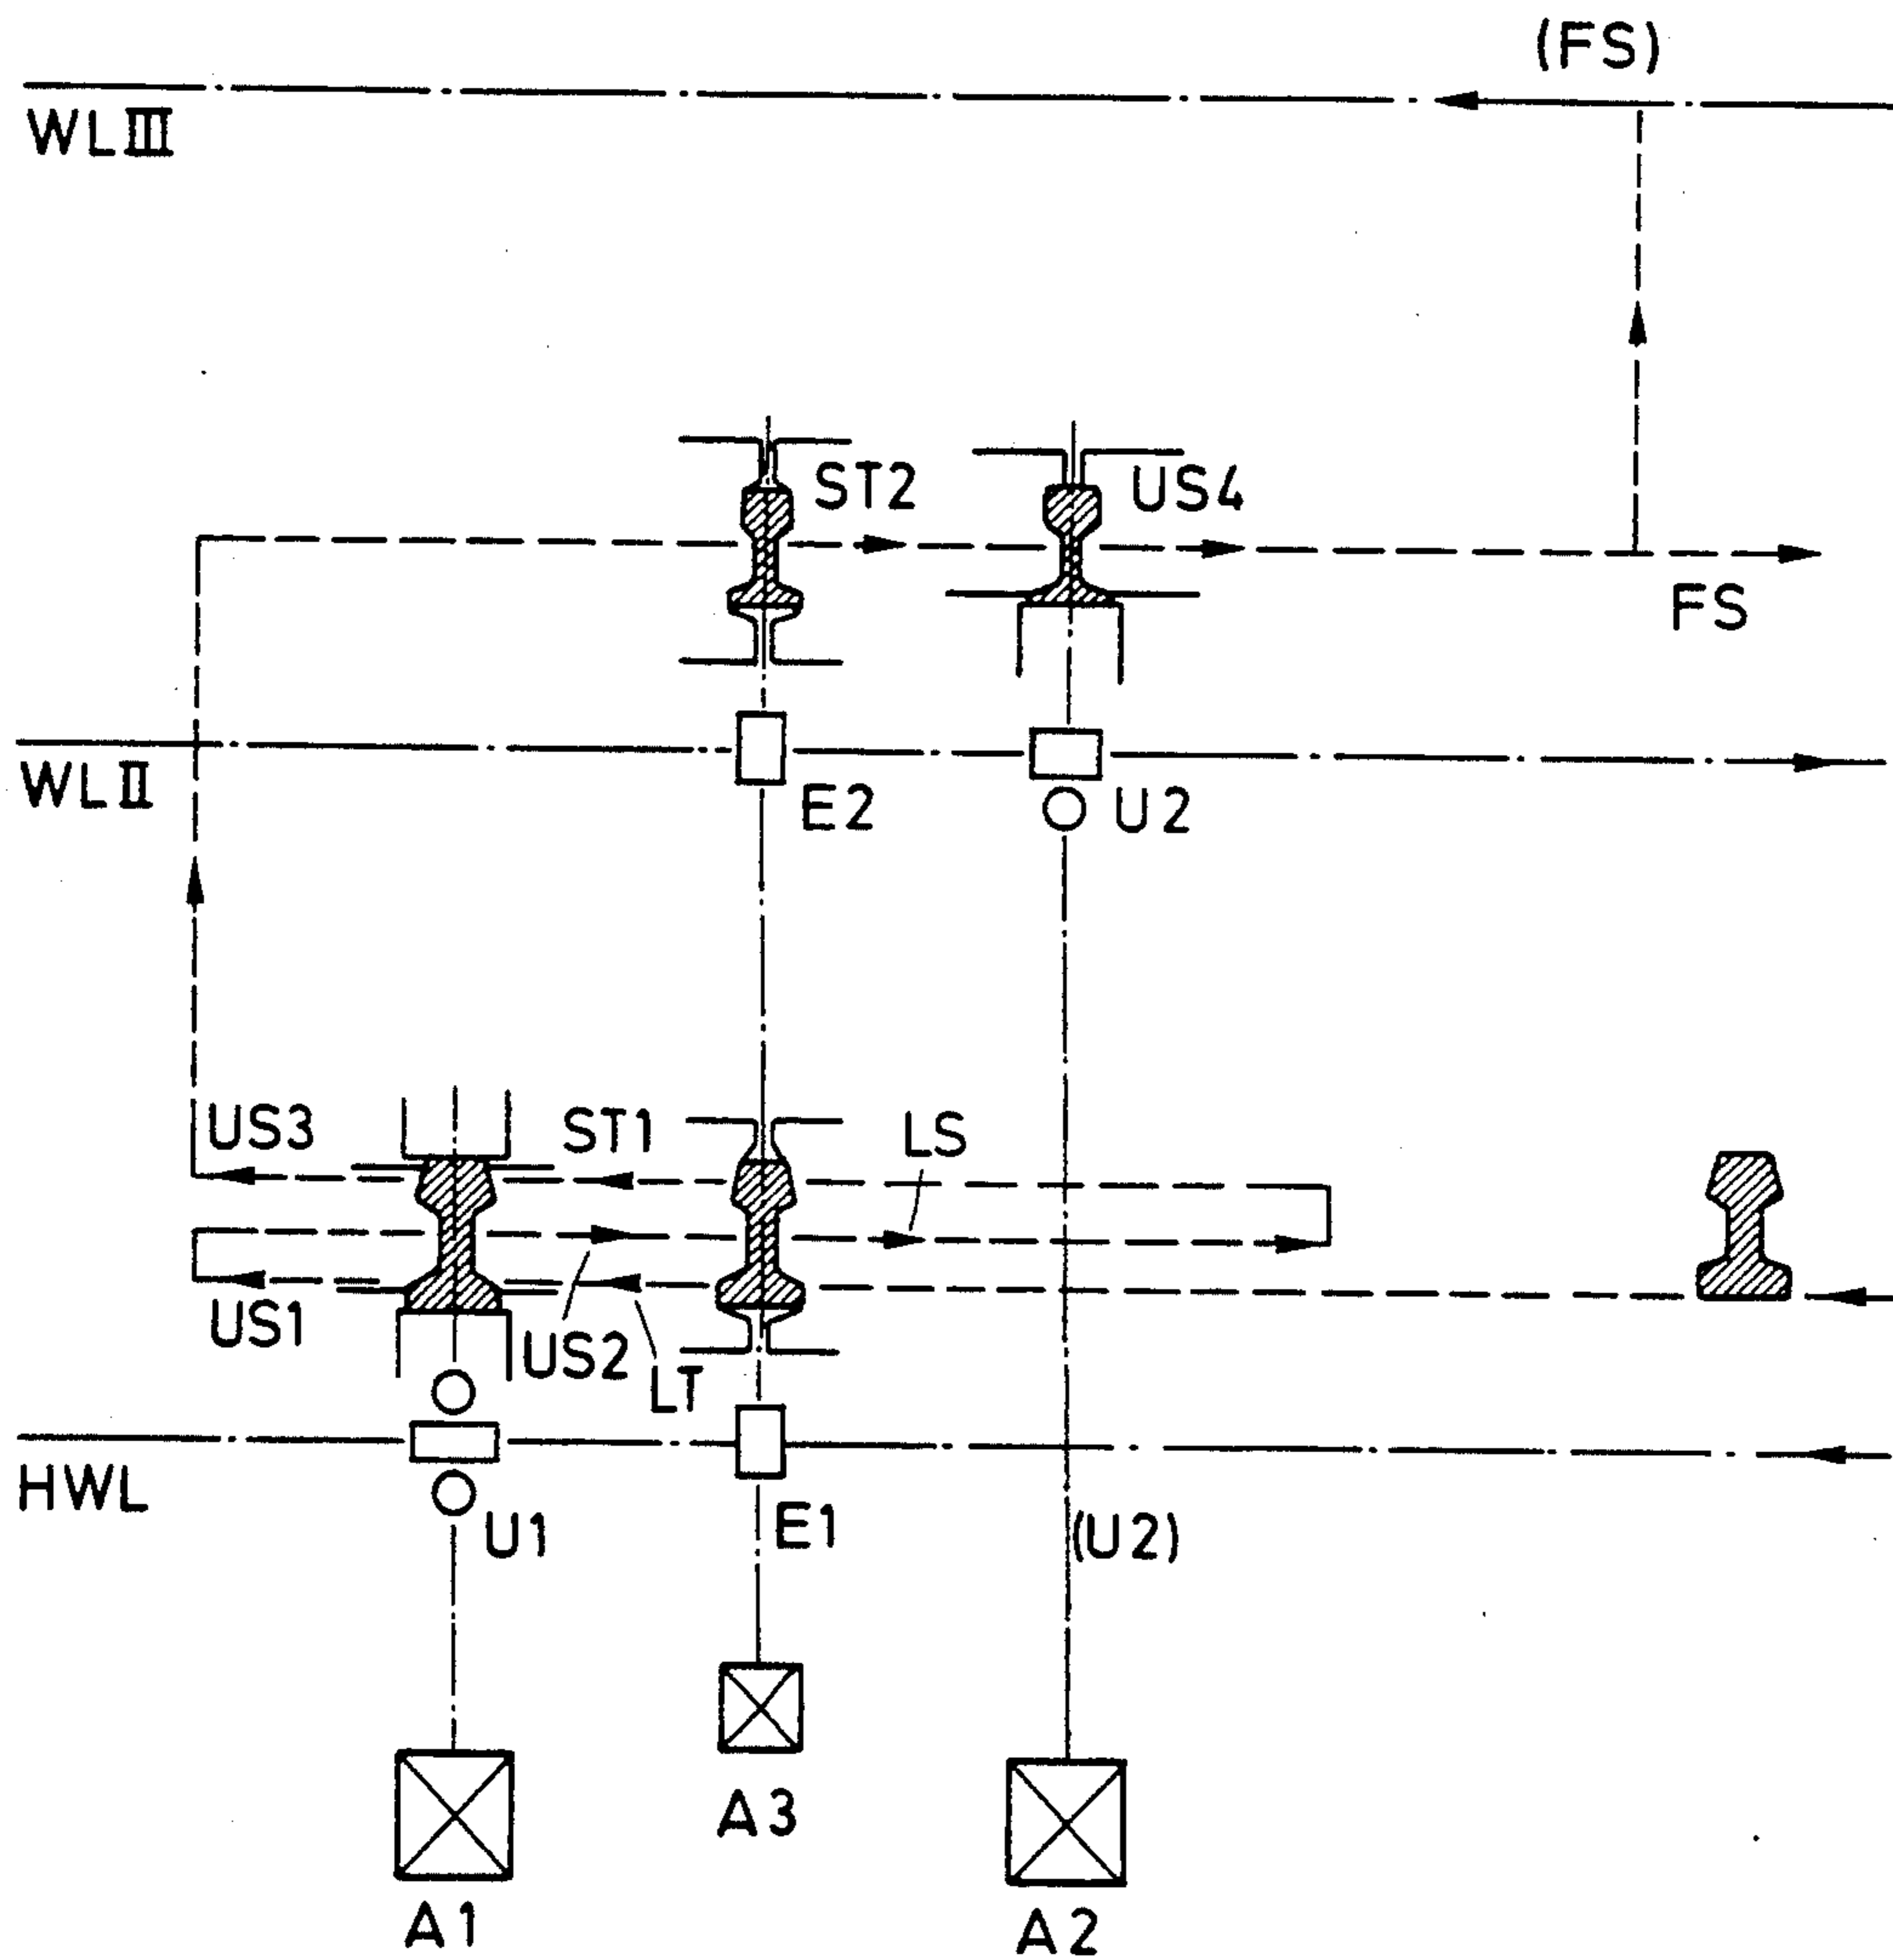 (FS)
WLIII
ST2
US4
FS
WLII
E2
U2
US3
ST1
LS
US1
US2
LT
HWL
U1
E1
(U2)
A3
A1
A2